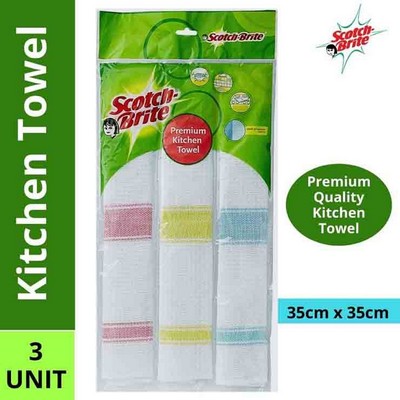 Kitchen Towel
3
UNIT
Scotch-
Brite
Scotch-
Brite
Premium
Kitchen
Towel
Scotch-
Brite
Premium
Quality
Kitchen
Towel
35cm x 35cm